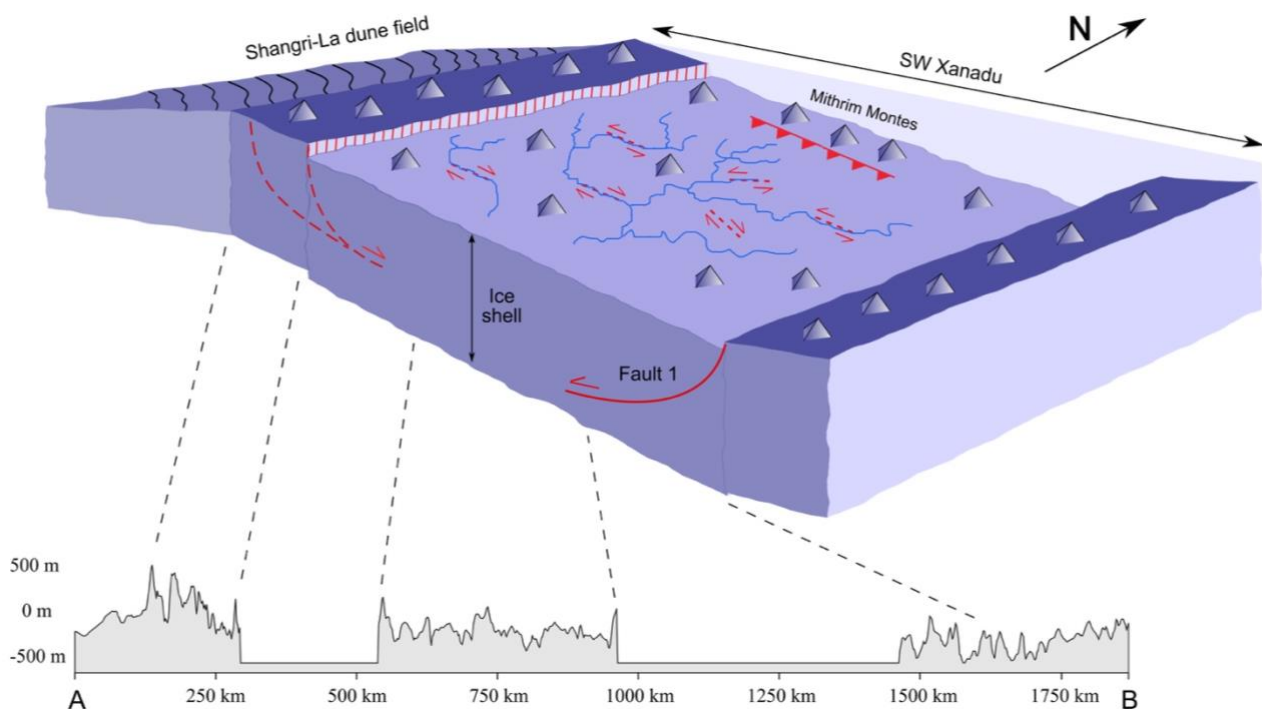 Shangri-La dune field
N
SW Xanadu
Mithrim Montes
Ice
shell
Fault 1
500 m
0 m
-500 m
A
250 km
500 km
750 km
1000 km
1250 km
1500 km
1750 km
B